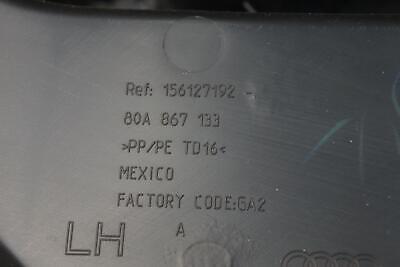 Ref: 156127192 -
80A 867 133
>PP/PE TD16<
MEXICO
FACTORY CODE:GA2
LH A